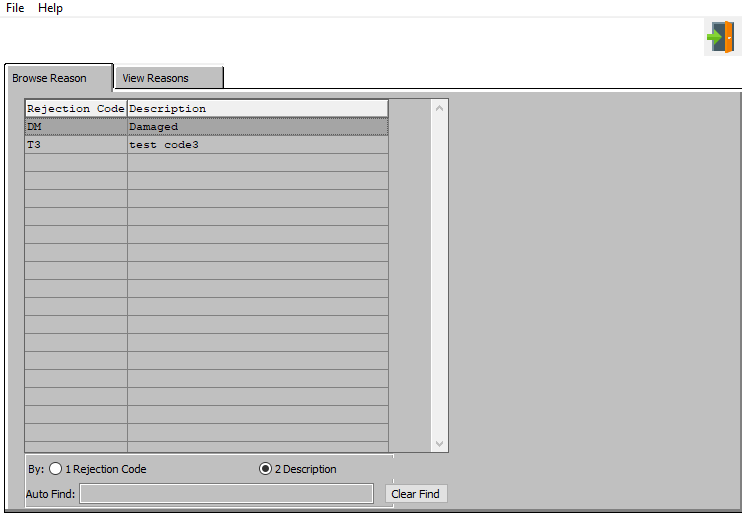 File Help
Browse Reason View Reasons
Rejection Code Description
DM Damaged
T3 test code3
By: 1 Rejection Code 2 Description
Auto Find: Clear Find